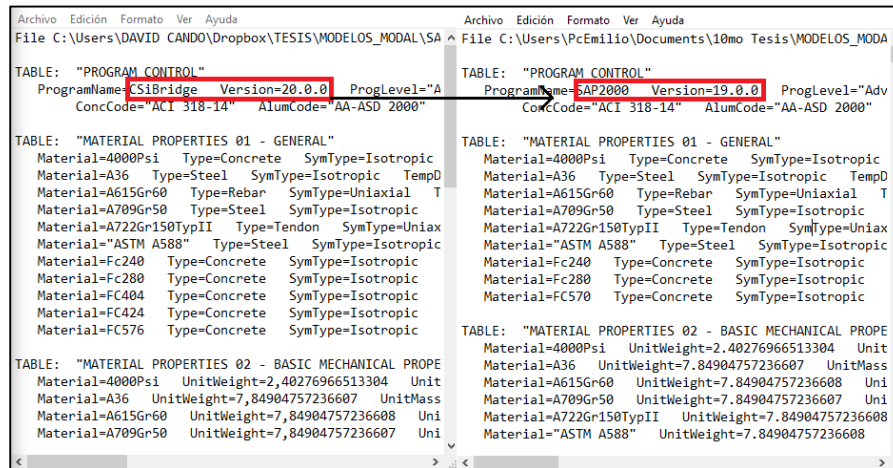 Archivo Edición Formato Ver Ayuda
File C:\Users\DAVID CANDO\Dropbox\TESIS\MODELOS_MODAL\SA
TABLE: "PROGRAM CONTROL"
ProgramName=CSiBridge Version=20.0.0 ProgLevel="A
ConcCode="ACI 318-14" AlumCode="AA-ASD 2000"
TABLE: "MATERIAL PROPERTIES 01 - GENERAL"
Material=4000Psi Type=Concrete SymType=Isotropic
Material=A36 Type=Steel SymType=Isotropic TempD
Material=A615Gr60 Type=Rebar SymType=Uniaxial T
Material=A709Gr50 Type=Steel SymType=Isotropic
Material=A722Gr150TypII Type=Tendon SymType=Uniax
Material="ASTM A588" Type=Steel SymType=Isotropic
Material=Fc240 Type=Concrete SymType=Isotropic
Material=Fc280 Type=Concrete SymType=Isotropic
Material=FC404 Type=Concrete SymType=Isotropic
Material=FC424 Type=Concrete SymType=Isotropic
Material=FC576 Type=Concrete SymType=Isotropic
TABLE: "MATERIAL PROPERTIES 02 - BASIC MECHANICAL PROPE
Material=4000Psi UnitWeight=2,40276966513304 Unit
Material=A36 UnitWeight=7,84904757236607 UnitMass
Material=A615Gr60 UnitWeight=7,84904757236608 Uni
Material=A709Gr50 UnitWeight=7,84904757236607 Uni
Archivo Edición Formato Ver Ayuda
File C:\Users\PcEmilio\Documents\10mo Tesis\MODELOS_MODA
TABLE: "PROGRAM CONTROL"
ProgramName=SAP2000 Version=19.0.0 ProgLevel="Adv
ConcCode="ACI 318-14" AlumCode="AA-ASD 2000"
TABLE: "MATERIAL PROPERTIES 01 - GENERAL"
Material=4000Psi Type=Concrete SymType=Isotropic
Material=A36 Type=Steel SymType=Isotropic TempD
Material=A615Gr60 Type=Rebar SymType=Uniaxial T
Material=A709Gr50 Type=Steel SymType=Isotropic
Material=A722Gr150TypII Type=Tendon SymType=Uniax
Material="ASTM A588" Type=Steel SymType=Isotropic
Material=Fc240 Type=Concrete SymType=Isotropic
Material=Fc280 Type=Concrete SymType=Isotropic
Material=FC570 Type=Concrete SymType=Isotropic
TABLE: "MATERIAL PROPERTIES 02 - BASIC MECHANICAL PROPE
Material=4000Psi UnitWeight=2.40276966513304 Unit
Material=A36 UnitWeight=7.84904757236607 UnitMass
Material=A615Gr60 UnitWeight=7.84904757236608 Uni
Material=A709Gr50 UnitWeight=7.84904757236607 Uni
Material=A722Gr150TypII UnitWeight=7.84904757236608
Material="ASTM A588" UnitWeight=7.84904757236608